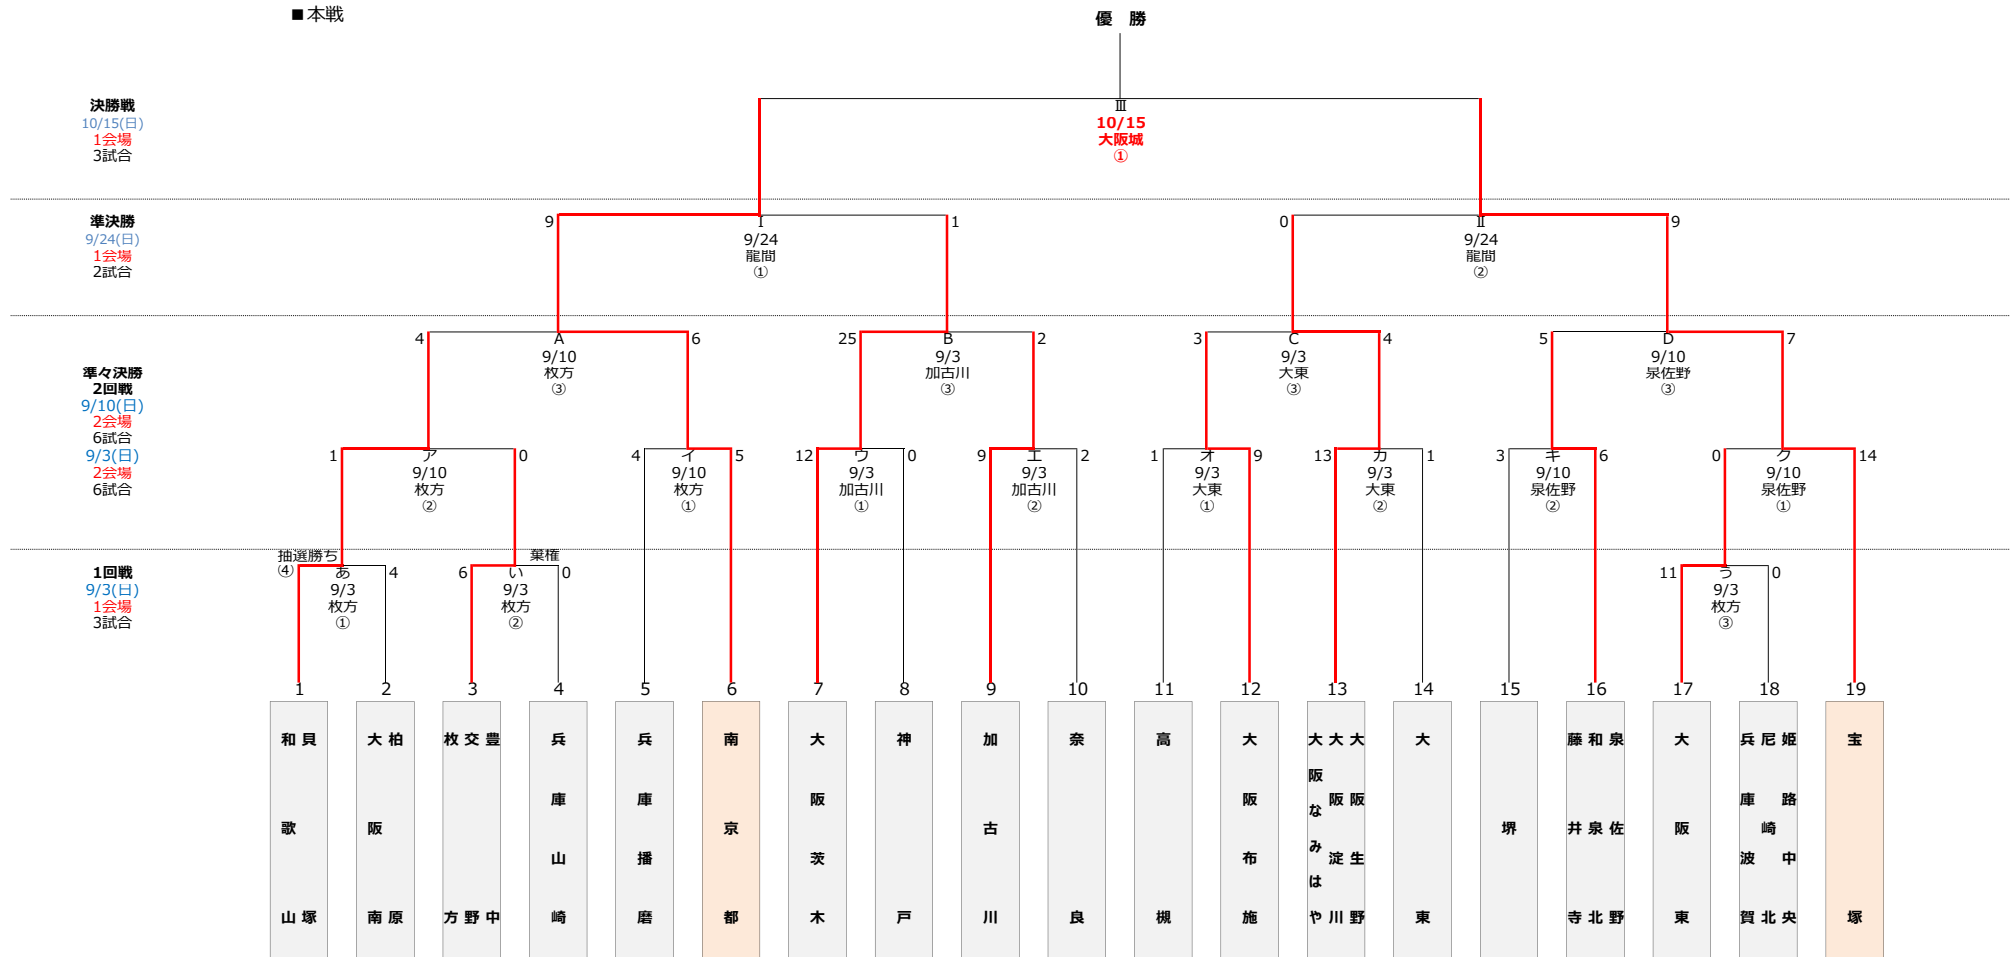 ■本戦
優　勝
決勝戦
10/15(日)
1会場
3試合
Ⅲ
10/15
大阪城
①
準決勝
9/24(日)
1会場
2試合
9
Ⅰ
1
9/24
龍間
①
0
Ⅱ
9
9/24
龍間
②
準々決勝
2回戦
9/10(日)
2会場
6試合
9/3(日)
2会場
6試合
4
A
6
9/10
枚方
③
25
B
2
9/3
加古川
③
3
C
4
9/3
大東
③
5
D
7
9/10
泉佐野
③
1
ア
0
9/10
枚方
②
4
イ
5
9/10
枚方
①
12
ウ
0
9/3
加古川
①
9
エ
2
9/3
加古川
②
1
オ
9
9/3
大東
①
13
カ
1
9/3
大東
②
3
キ
6
9/10
泉佐野
②
0
ク
14
9/10
泉佐野
①
1回戦
9/3(日)
1会場
3試合
抽選勝ち
④
あ
4
9/3
枚方
①
棄権
6
い
0
9/3
枚方
②
11
う
0
9/3
枚方
③
1 2 3 4 5 6 7 8 9 10 11 12 13 14 15 16 17 18 19
貝塚
和歌山
柏原
大阪南
豊中
交野
枚方
兵庫山崎
兵庫播磨
南京都
大阪茨木
神戸
加古川
奈良
高槻
大阪布施
大阪生野
大阪淀川
大阪なみはや
大東
堺
泉佐野
和泉北
藤井寺
大阪東
姫路中央
尼崎北
兵庫波賀
宝塚